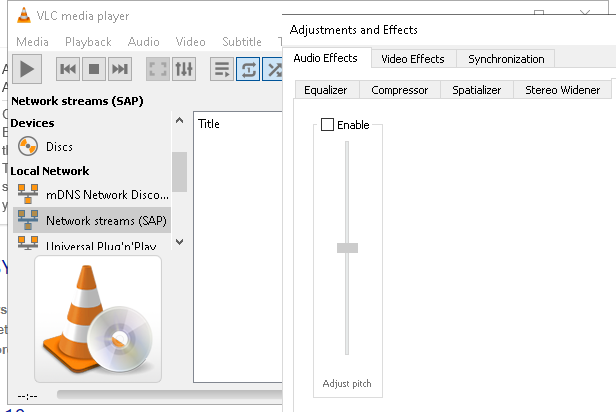 VLC media player
Media Playback Audio Video Subtitle
Network streams (SAP)
Devices
Discs
Local Network
mDNS Network Disco...
Network streams (SAP)
Universal Plug'n'Play
Title
--:--
Adjustments and Effects
Audio Effects Video Effects Synchronization
Equalizer Compressor Spatializer Stereo Widener
Enable
Adjust pitch